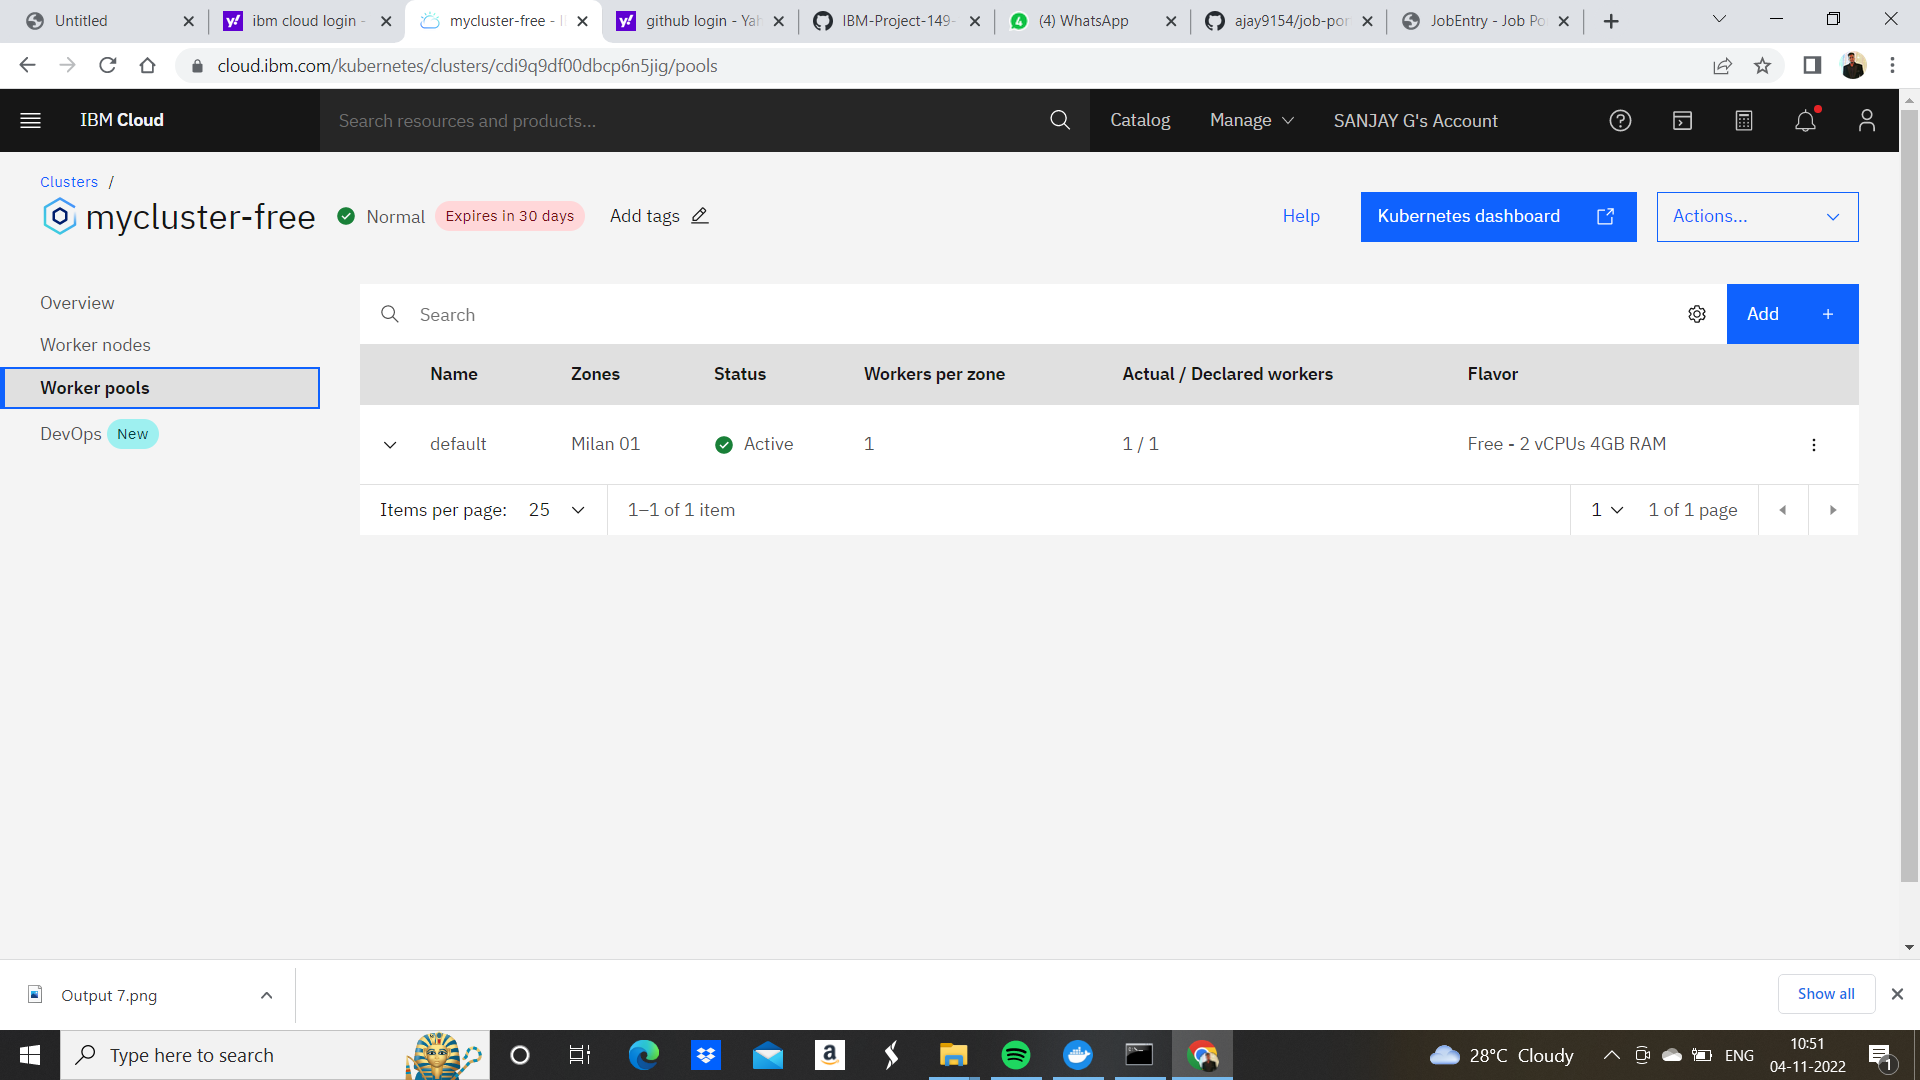 Untitled
ibm cloud login -
mycluster-free - I
github login - Yah
IBM-Project-149-
4
(4) WhatsApp
ajay9154/job-por
JobEntry - Job Po
cloud.ibm.com/kubernetes/clusters/cdi9q9df00dbcp6n5jig/pools
IBM Cloud
Search resources and products...
Catalog
Manage
SANJAY G's Account
Clusters /
mycluster-free
Normal
Expires in 30 days
Add tags
Help
Kubernetes dashboard
Actions...
Overview
Worker nodes
Worker pools
DevOps New
Search
Add +
Name Zones Status Workers per zone Actual / Declared workers Flavor
default Milan 01 Active 1 1 / 1 Free - 2 vCPUs 4GB RAM
Items per page: 25 1–1 of 1 item 1 1 of 1 page
Output 7.png
Show all
Type here to search
28°C Cloudy
ENG
10:51
04-11-2022
1